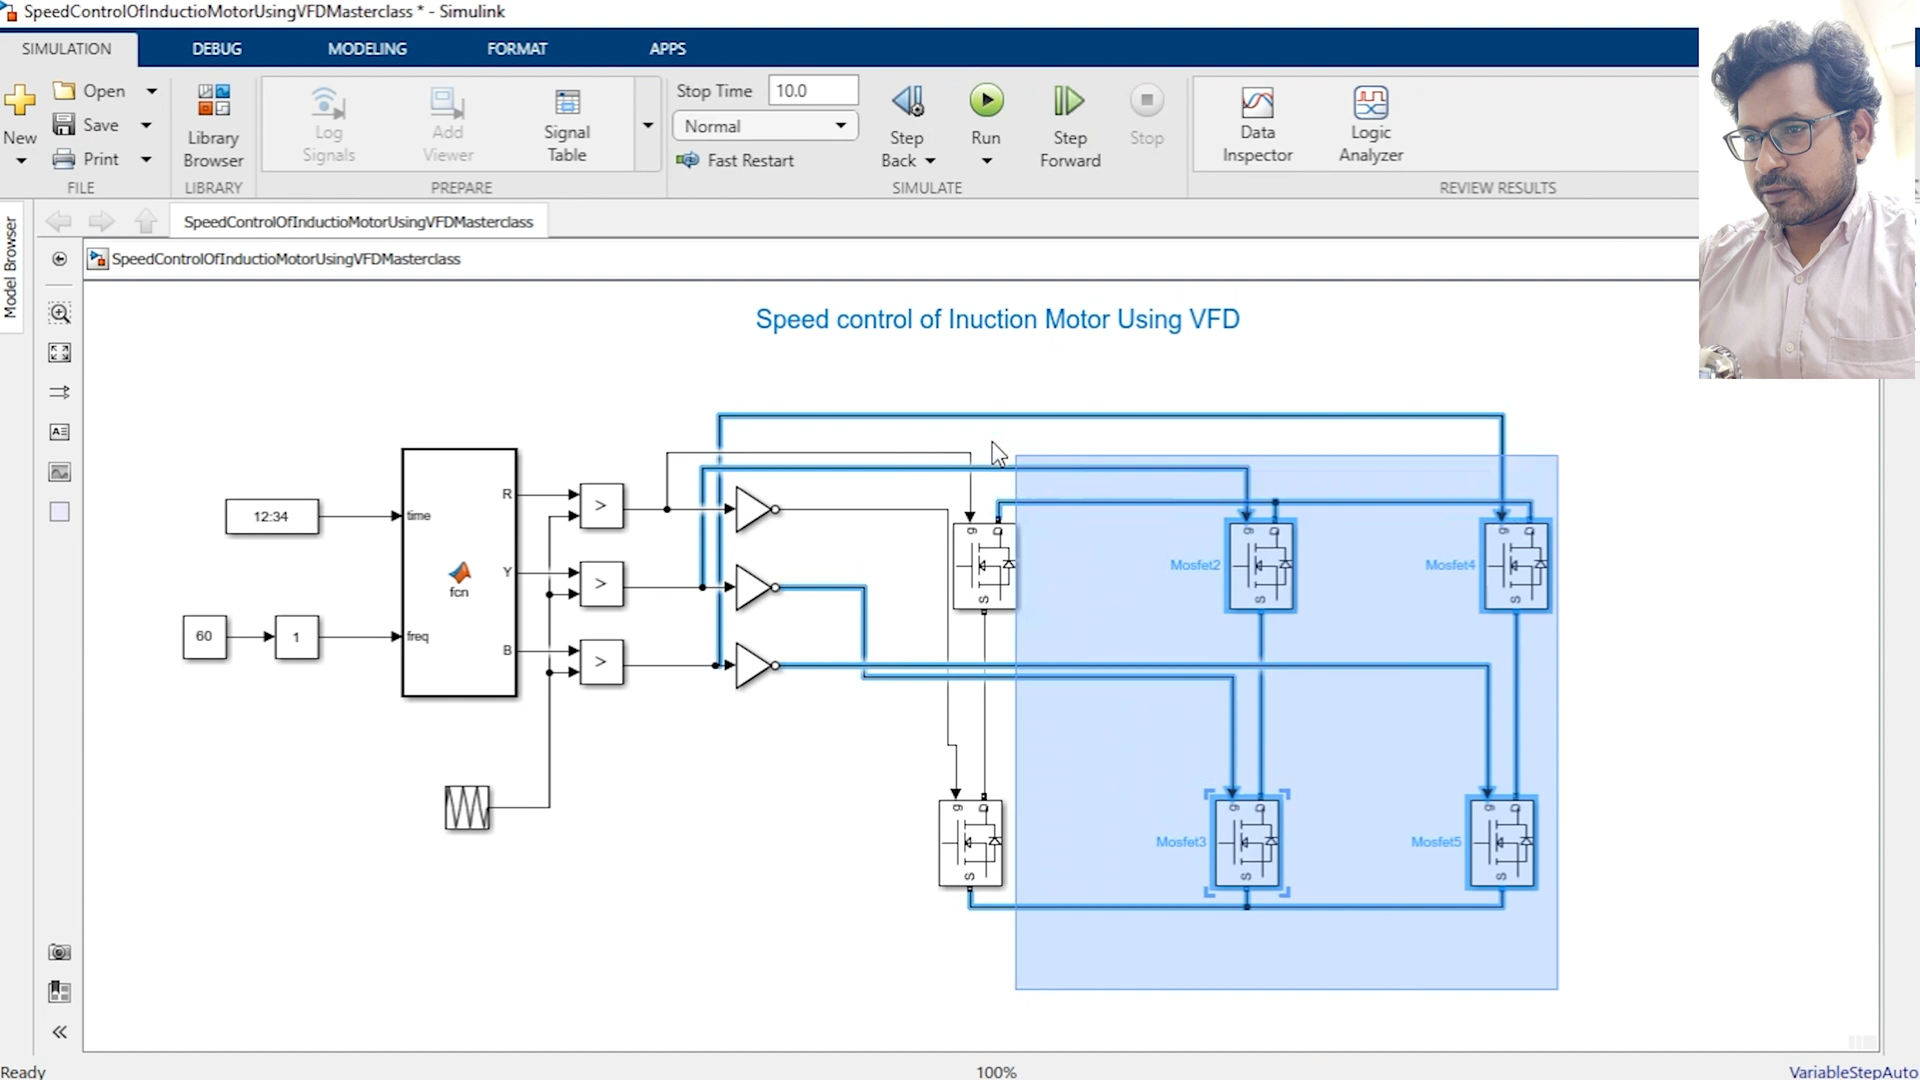 SpeedControlOfInductioMotorUsingVFDMasterclass * - Simulink
SIMULATION DEBUG MODELING FORMAT APPS
New
Open
Save
Print
FILE
Library Browser
LIBRARY
Log Signals
Add Viewer
Signal Table
PREPARE
Stop Time 10.0
Normal
Fast Restart
Step Back
Run
Step Forward
Stop
SIMULATE
Data Inspector
Logic Analyzer
REVIEW RESULTS
Model Browser
SpeedControlOfInductioMotorUsingVFDMasterclass
SpeedControlOfInductioMotorUsingVFDMasterclass
Speed control of Inuction Motor Using VFD
12:34
60
1
time
freq
fcn
R
Y
B
>
>
>
g D
S
g D
S
Mosfet2
g D
S
Mosfet4
g D
S
Mosfet3
g D
S
Mosfet5
g D
S
Ready
100%
VariableStepAuto